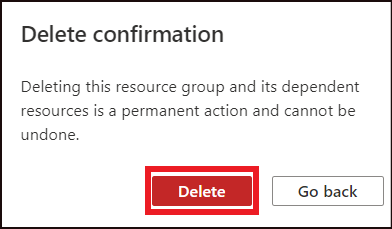 Delete confirmation
Deleting this resource group and its dependent
resources is a permanent action and cannot be
undone.
Delete
Go back